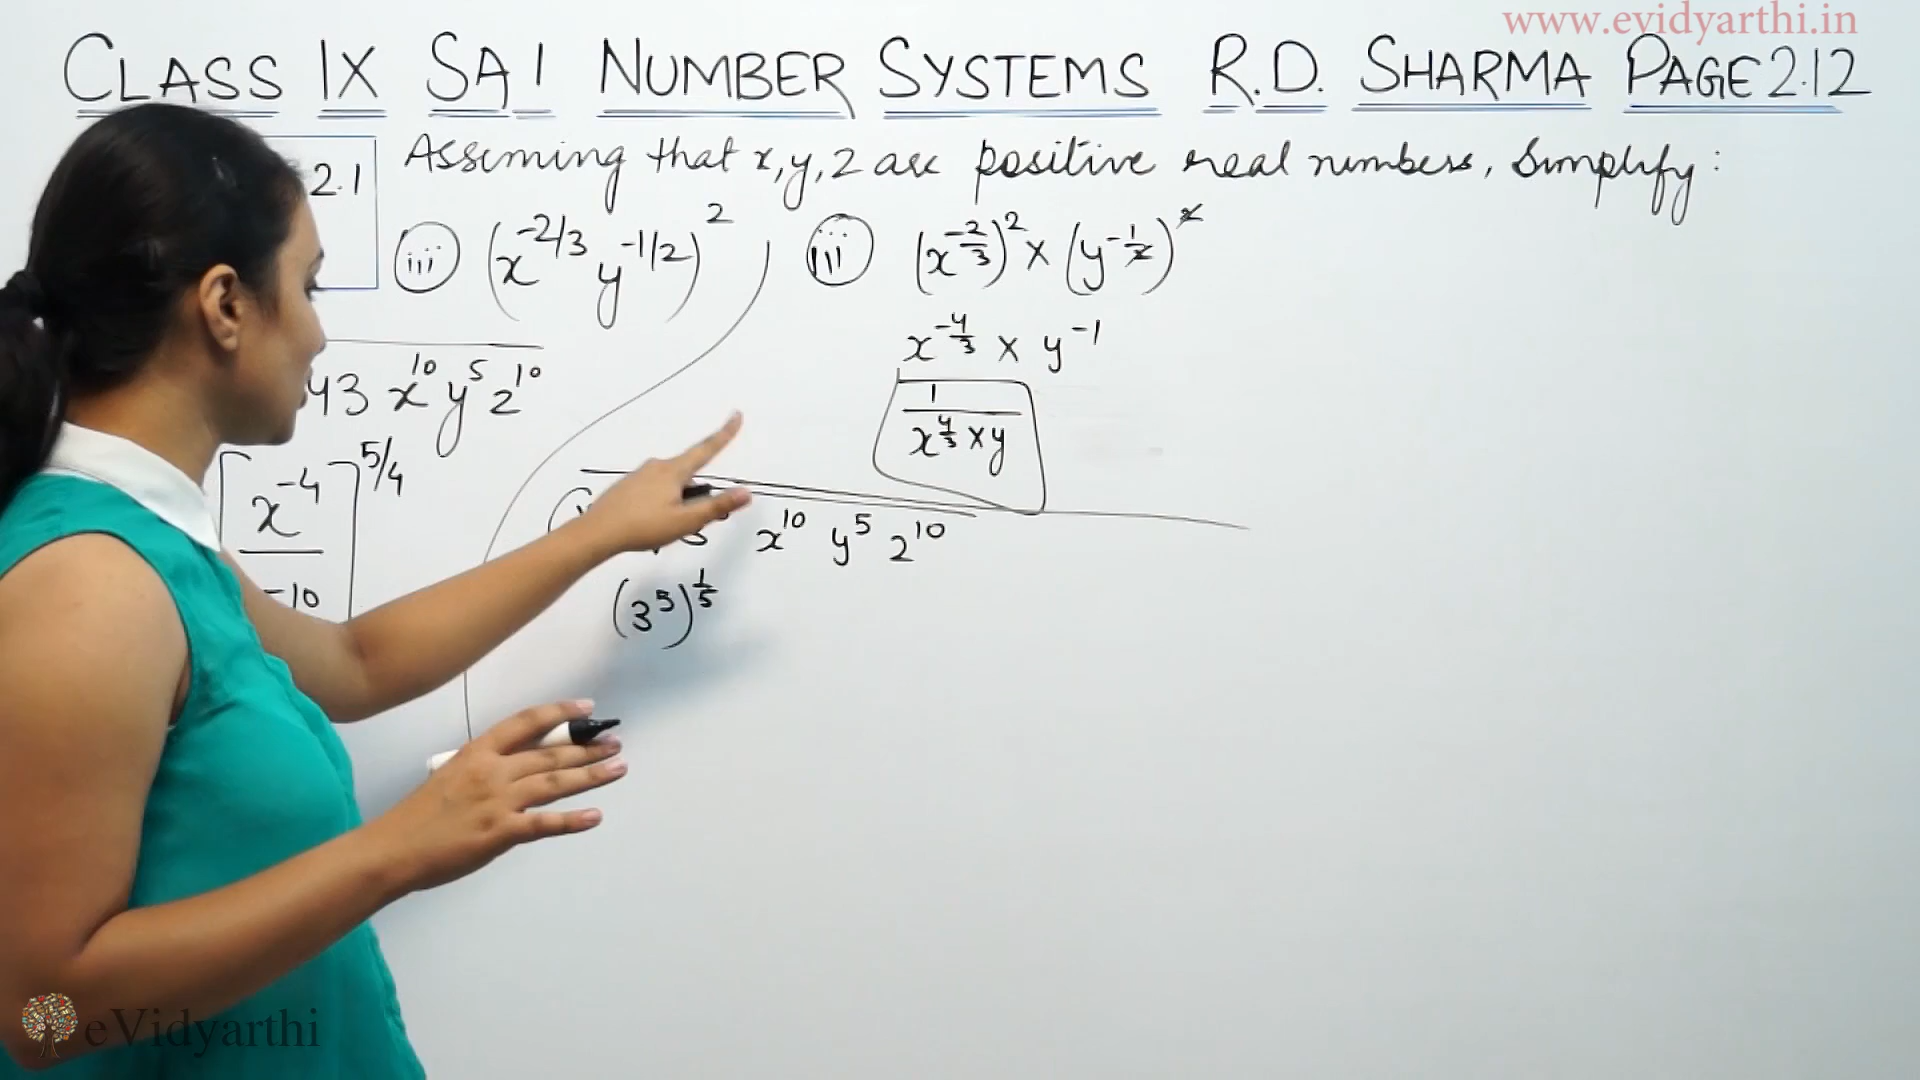 www.evidyarthi.in
CLASS IX SA1 NUMBER SYSTEMS R.D. SHARMA PAGE 2.12
2.1
Assuming that x, y, z are positive real numbers, Simplify :
(iii) (x^-2/3 y^-1/2)^2
(iii) (x^-2/3)^2 × (y^-1/2)^2
x^-4/3 × y^-1
1/(x^4/3 × y)
43 x^10 y^5 z^10
[x^-4
-10
]^5/4
x^10 y^5 z^10
(3^5)^1/5
eVidyarthi